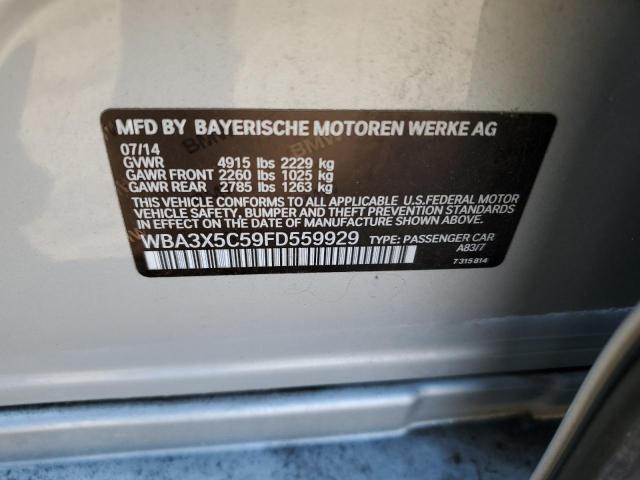 MFD BY BAYERISCHE MOTOREN WERKE AG
07/14
GVWR 4915 lbs 2229 kg
GAWR FRONT 2260 lbs 1025 kg
GAWR REAR 2785 lbs 1263 kg
THIS VEHICLE CONFORMS TO ALL APPLICABLE U.S.FEDERAL MOTOR
VEHICLE SAFETY, BUMPER AND THEFT PREVENTION STANDARDS
IN EFFECT ON THE DATE OF MANUFACTURE SHOWN ABOVE.
WBA3X5C59FD559929 TYPE: PASSENGER CAR
A83/7
7 315 814